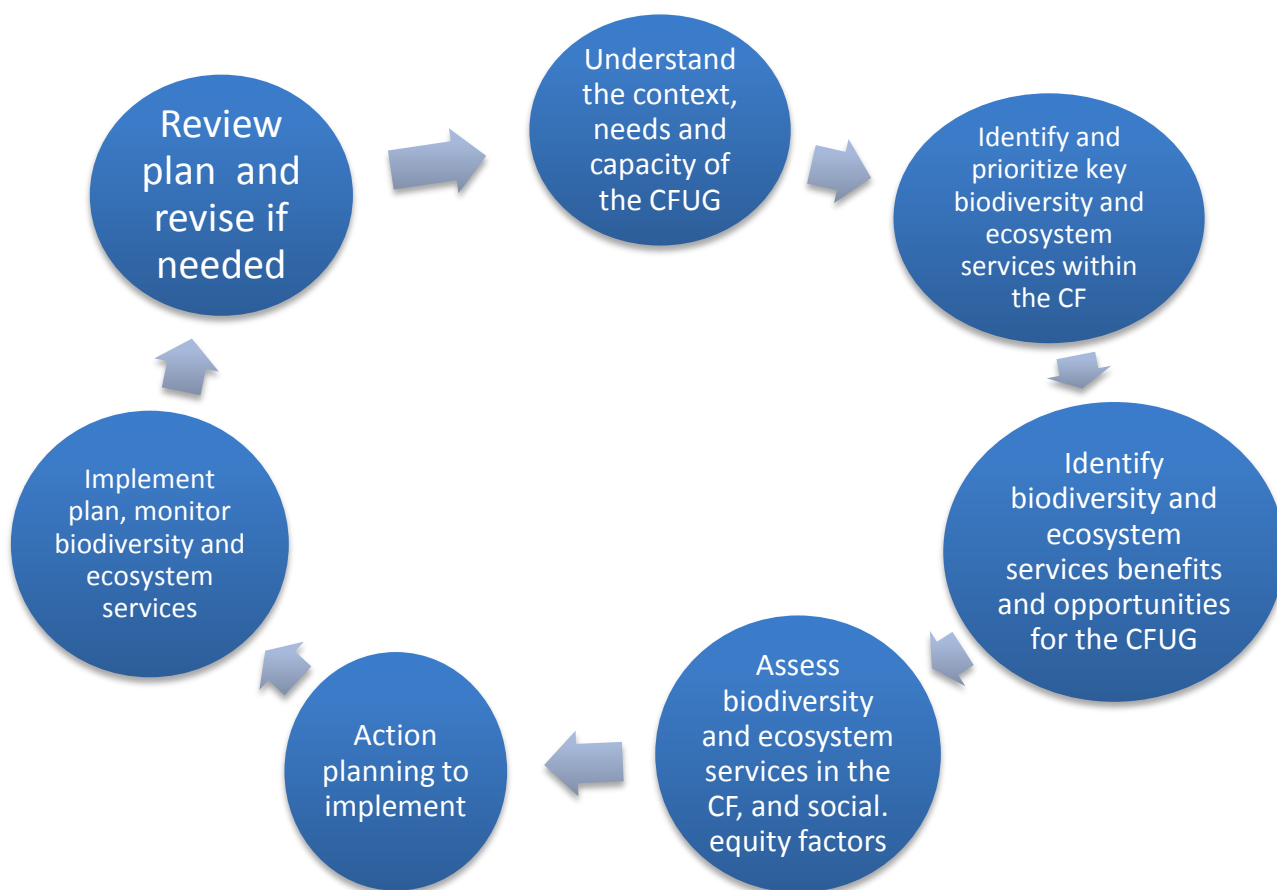 Understand
the context,
needs and
capacity of
the CFUG
Identify and
prioritize key
biodiversity and
ecosystem
services within
the CF
Identify
biodiversity and
ecosystem
services benefits
and opportunities
for the CFUG
Assess
biodiversity
and ecosystem
services in the
CF, and social.
equity factors
Action
planning to
implement
Implement
plan, monitor
biodiversity and
ecosystem
services
Review
plan and
revise if
needed